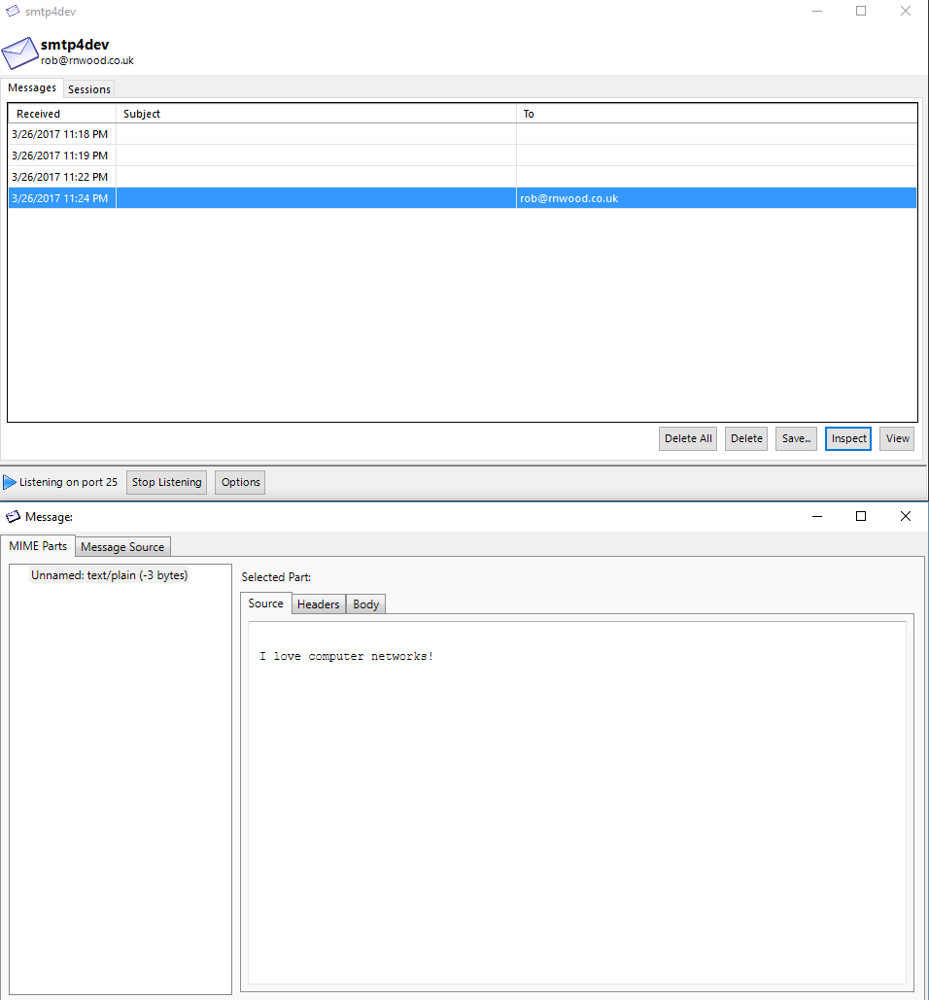 smtp4dev
smtp4dev
rob@rnwood.co.uk
Messages Sessions
Received Subject To
3/26/2017 11:18 PM
3/26/2017 11:19 PM
3/26/2017 11:22 PM
3/26/2017 11:24 PM rob@rnwood.co.uk
Delete All Delete Save... Inspect View
Listening on port 25 Stop Listening Options
Message:
MIME Parts Message Source
Unnamed: text/plain (-3 bytes)
Selected Part:
Source Headers Body
I love computer networks!